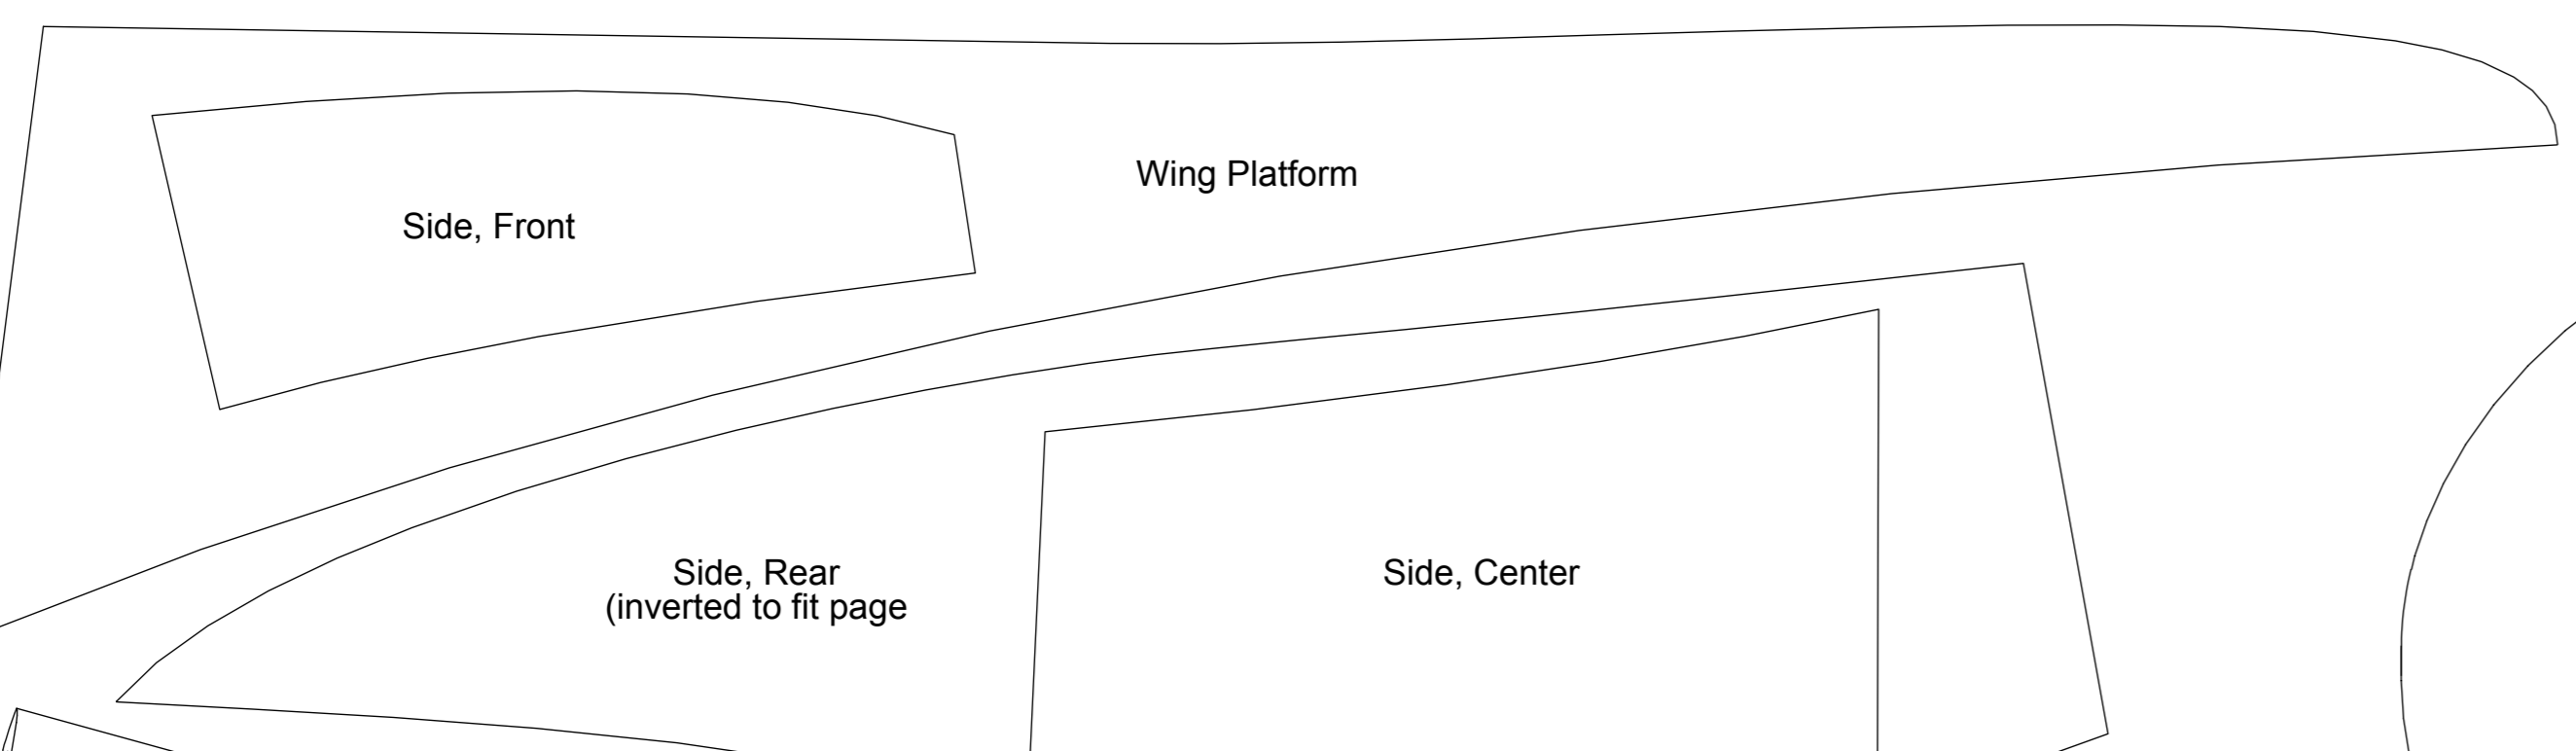 Wing Platform
Side, Front
Side, Rear
(inverted to fit page
Side, Center